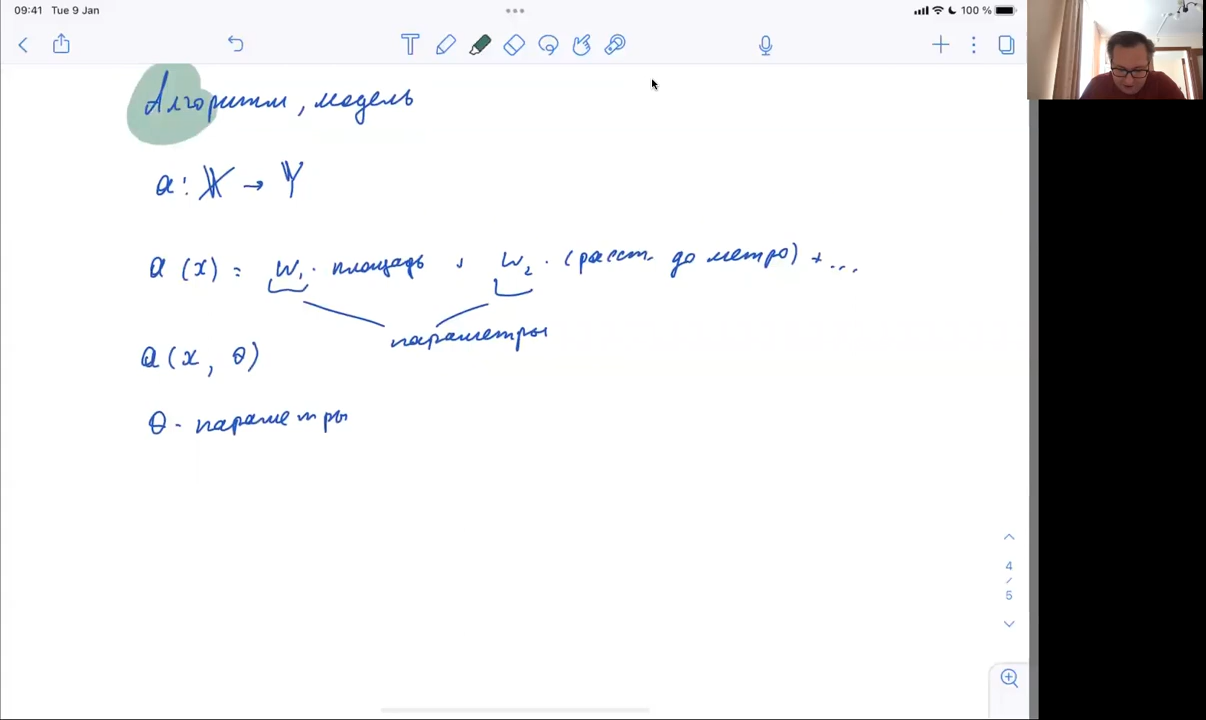 09:41 Tue 9 Jan 100 %
Алгоритм, модель
a : X → Y
a (x) = w₁ · площадь + w₂ · (расст. до метро) + ...
параметры
a (x, θ)
θ - параметры
4
/
5